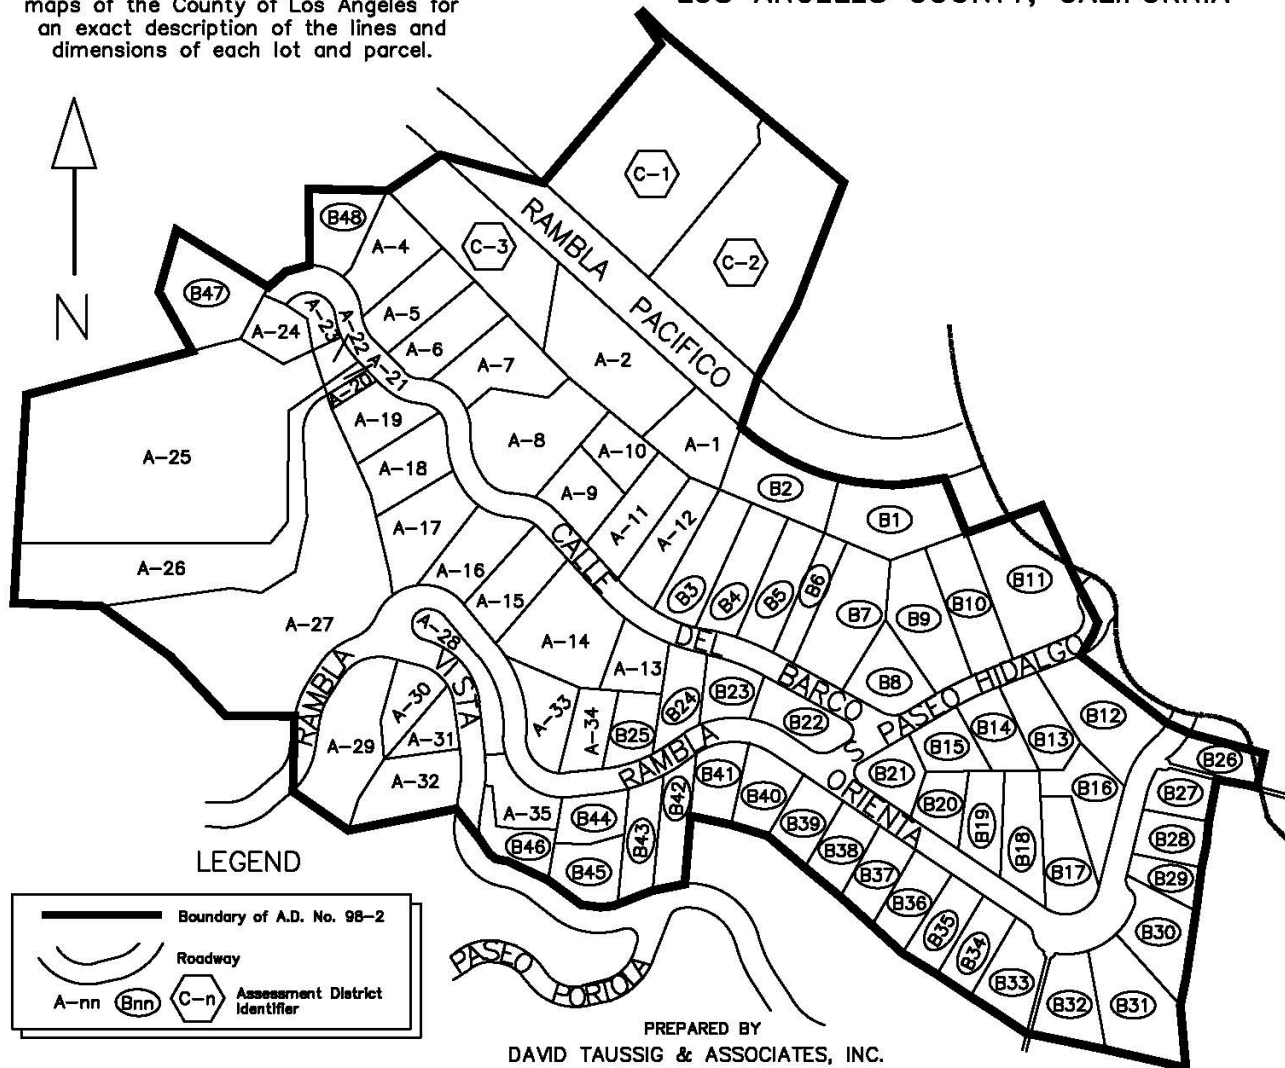 maps of the County of Los Angeles for
an exact description of the lines and
dimensions of each lot and parcel.
N
C-1
C-2
C-3
RAMBLA PACIFICO
B48
A-4
B47
A-5
A-24
A-23
A-22
A-21
A-20
A-6
A-7
A-2
A-19
A-8
A-10
A-1
A-25
A-18
A-9
B2
B1
A-17
A-11
A-12
A-26
A-16
A-15
CALLE DEL BARCO
B3
B4
B5
B6
B7
B9
B10
B11
A-27
A-28
A-14
A-13
B8
PASEO HIDALGO
RAMBLA VISTA
A-30
A-33
A-34
B24
B23
B22
B25
B12
B14
B13
B15
A-29
A-31
A-32
RAMBLA ORIENTA
B21
B16
B26
B27
B41
B42
B40
B20
B19
B18
B17
B28
A-35
B44
B43
B39
B38
B37
B29
B46
B45
B36
B35
B34
B33
B30
B32
B31
PASEO PORTOLA
LEGEND
Boundary of A.D. No. 98-2
Roadway
A-nn Bnn C-n Assessment District
Identifier
PREPARED BY
DAVID TAUSSIG & ASSOCIATES, INC.